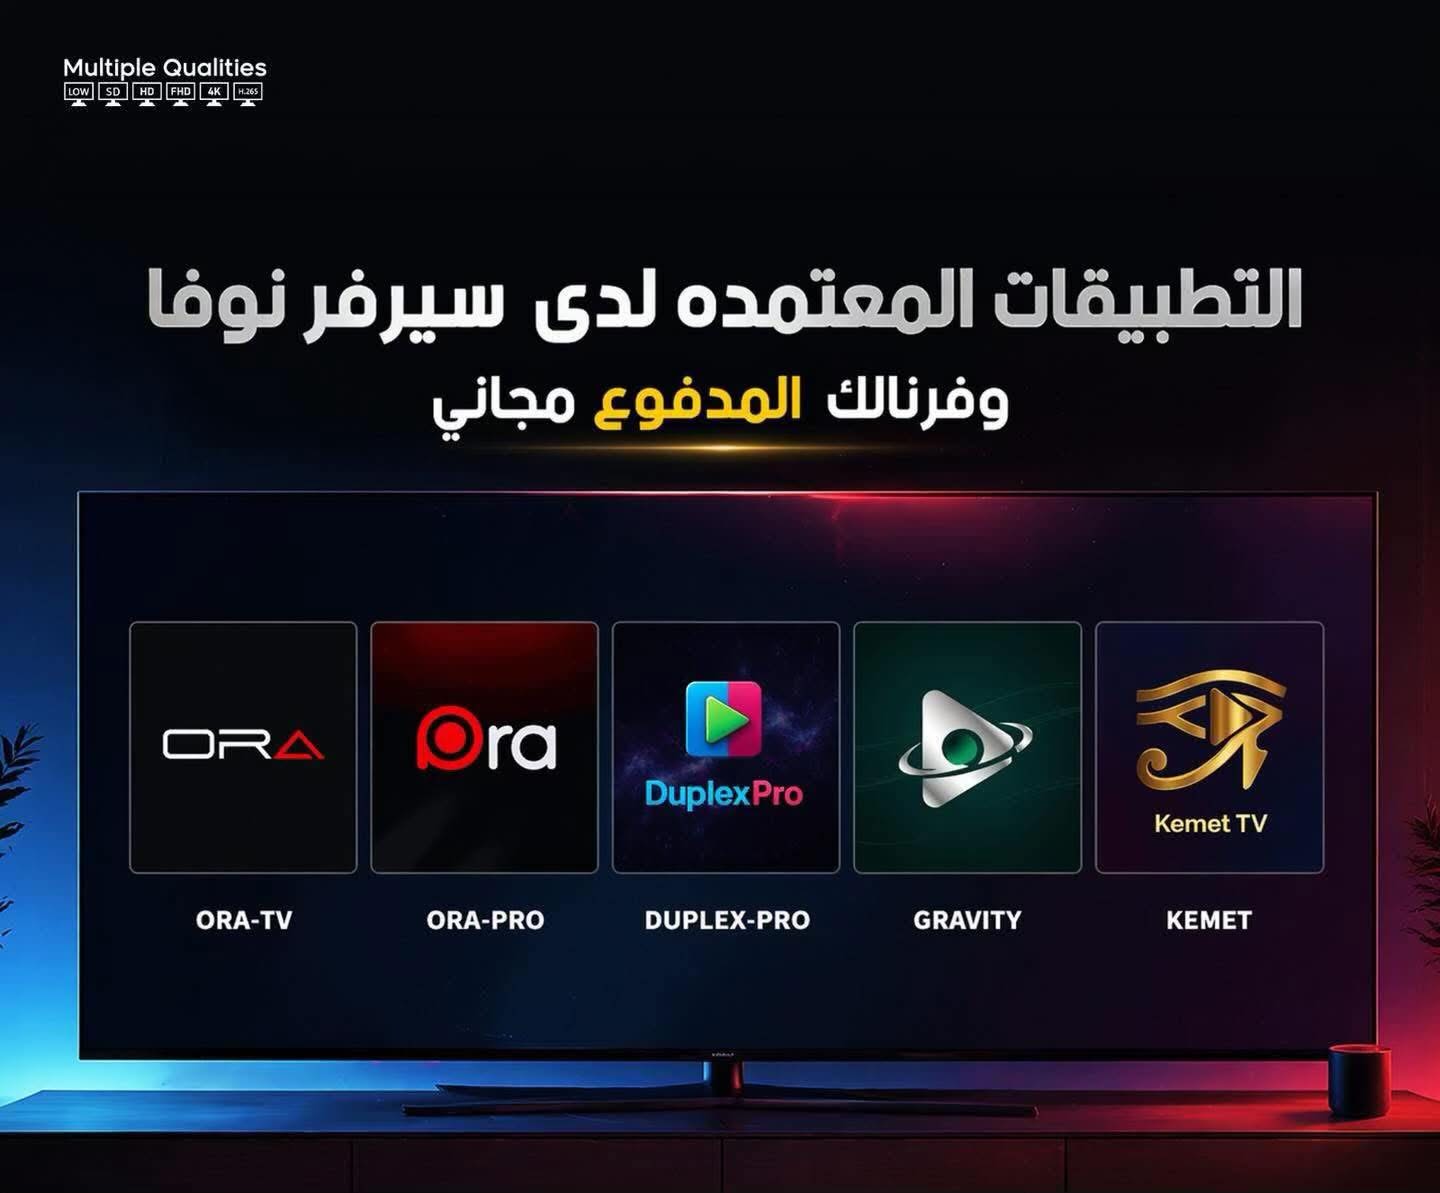 Multiple Qualities
LOW SD HD FHD 4K H.265
التطبيقات المعتمده لدى سيرفر نوفا
وفرنالك المدفوع مجاني
ORA
Ora
DuplexPro
Kemet TV
ORA-TV
ORA-PRO
DUPLEX-PRO
GRAVITY
KEMET